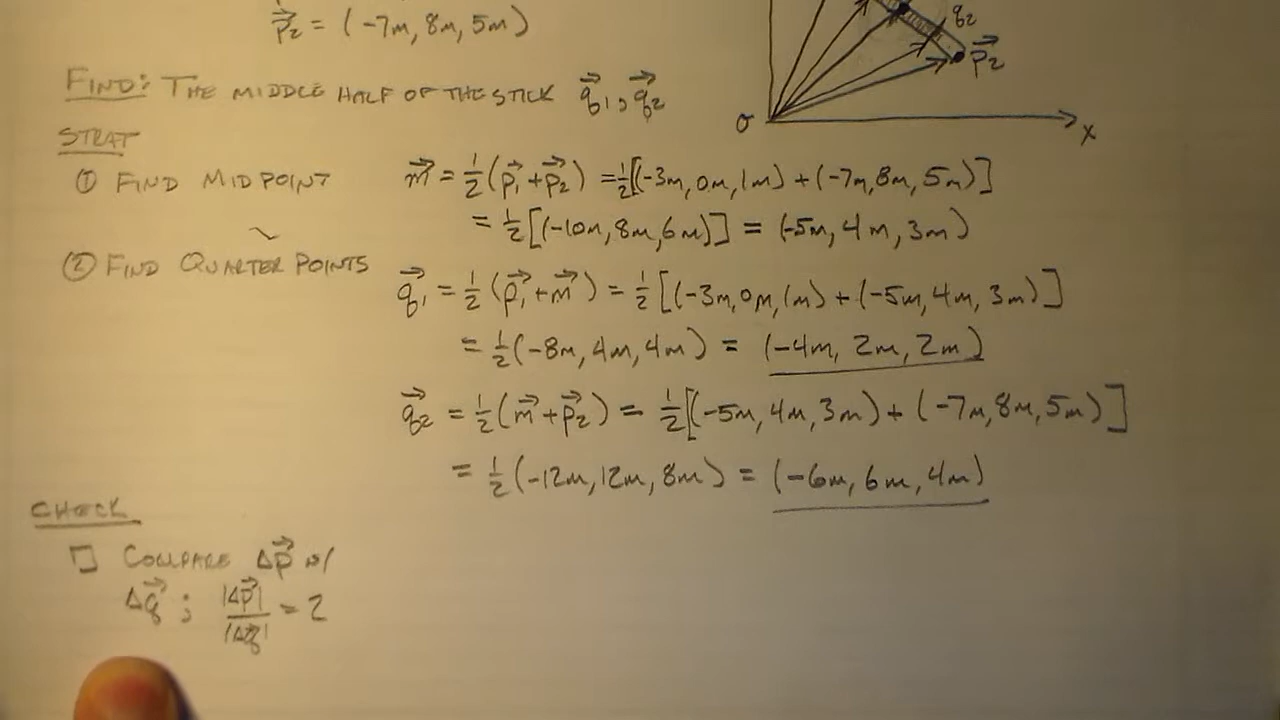 p⃗₂ = (-7m, 8m, 5m)
q₂
p⃗₂
FIND: THE MIDDLE HALF OF THE STICK q⃗₁, q⃗₂
O
X
STRAT
① FIND MIDPOINT
m⃗ = ½(p⃗₁ + p⃗₂) = ½[(-3m, 0m, 1m) + (-7m, 8m, 5m)]
= ½[(-10m, 8m, 6m)] = (-5m, 4m, 3m)
② FIND QUARTER POINTS
q⃗₁ = ½(p⃗₁ + m⃗) = ½[(-3m, 0m, 1m) + (-5m, 4m, 3m)]
= ½(-8m, 4m, 4m) = (-4m, 2m, 2m)
q⃗₂ = ½(m⃗ + p⃗₂) = ½[(-5m, 4m, 3m) + (-7m, 8m, 5m)]
= ½(-12m, 12m, 8m) = (-6m, 6m, 4m)
CHECK
□ COMPARE Δp⃗ w/
Δq⃗ ; |Δp⃗|/|Δq⃗| = 2